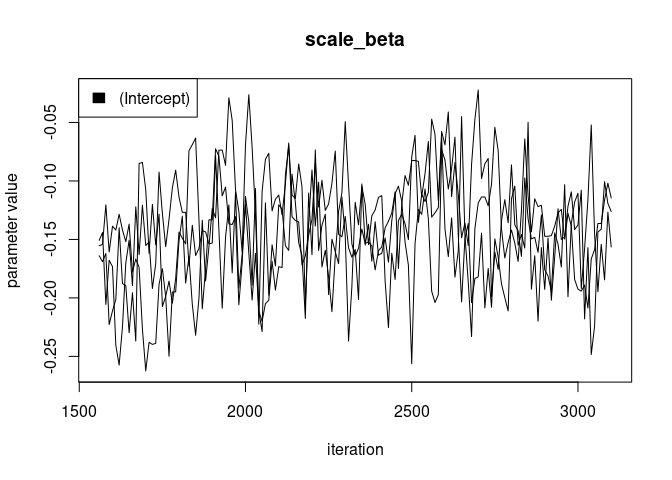 scale_beta
(Intercept)
parameter value
-0.05
-0.10
-0.15
-0.20
-0.25
1500 2000 2500 3000
iteration